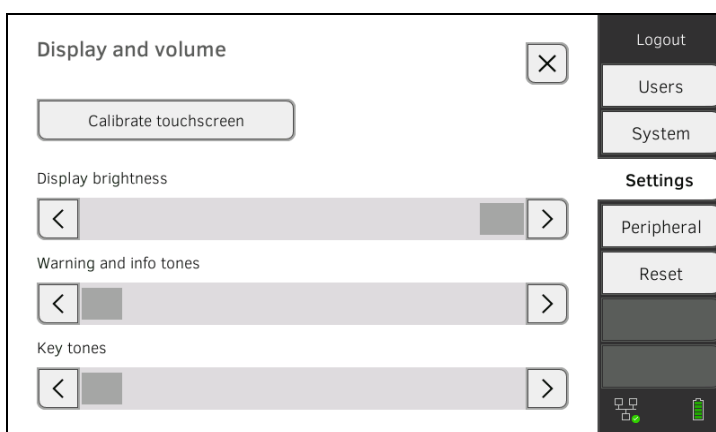 Display and volume
Calibrate touchscreen
Display brightness
Warning and info tones
Key tones
Logout
Users
System
Settings
Peripheral
Reset